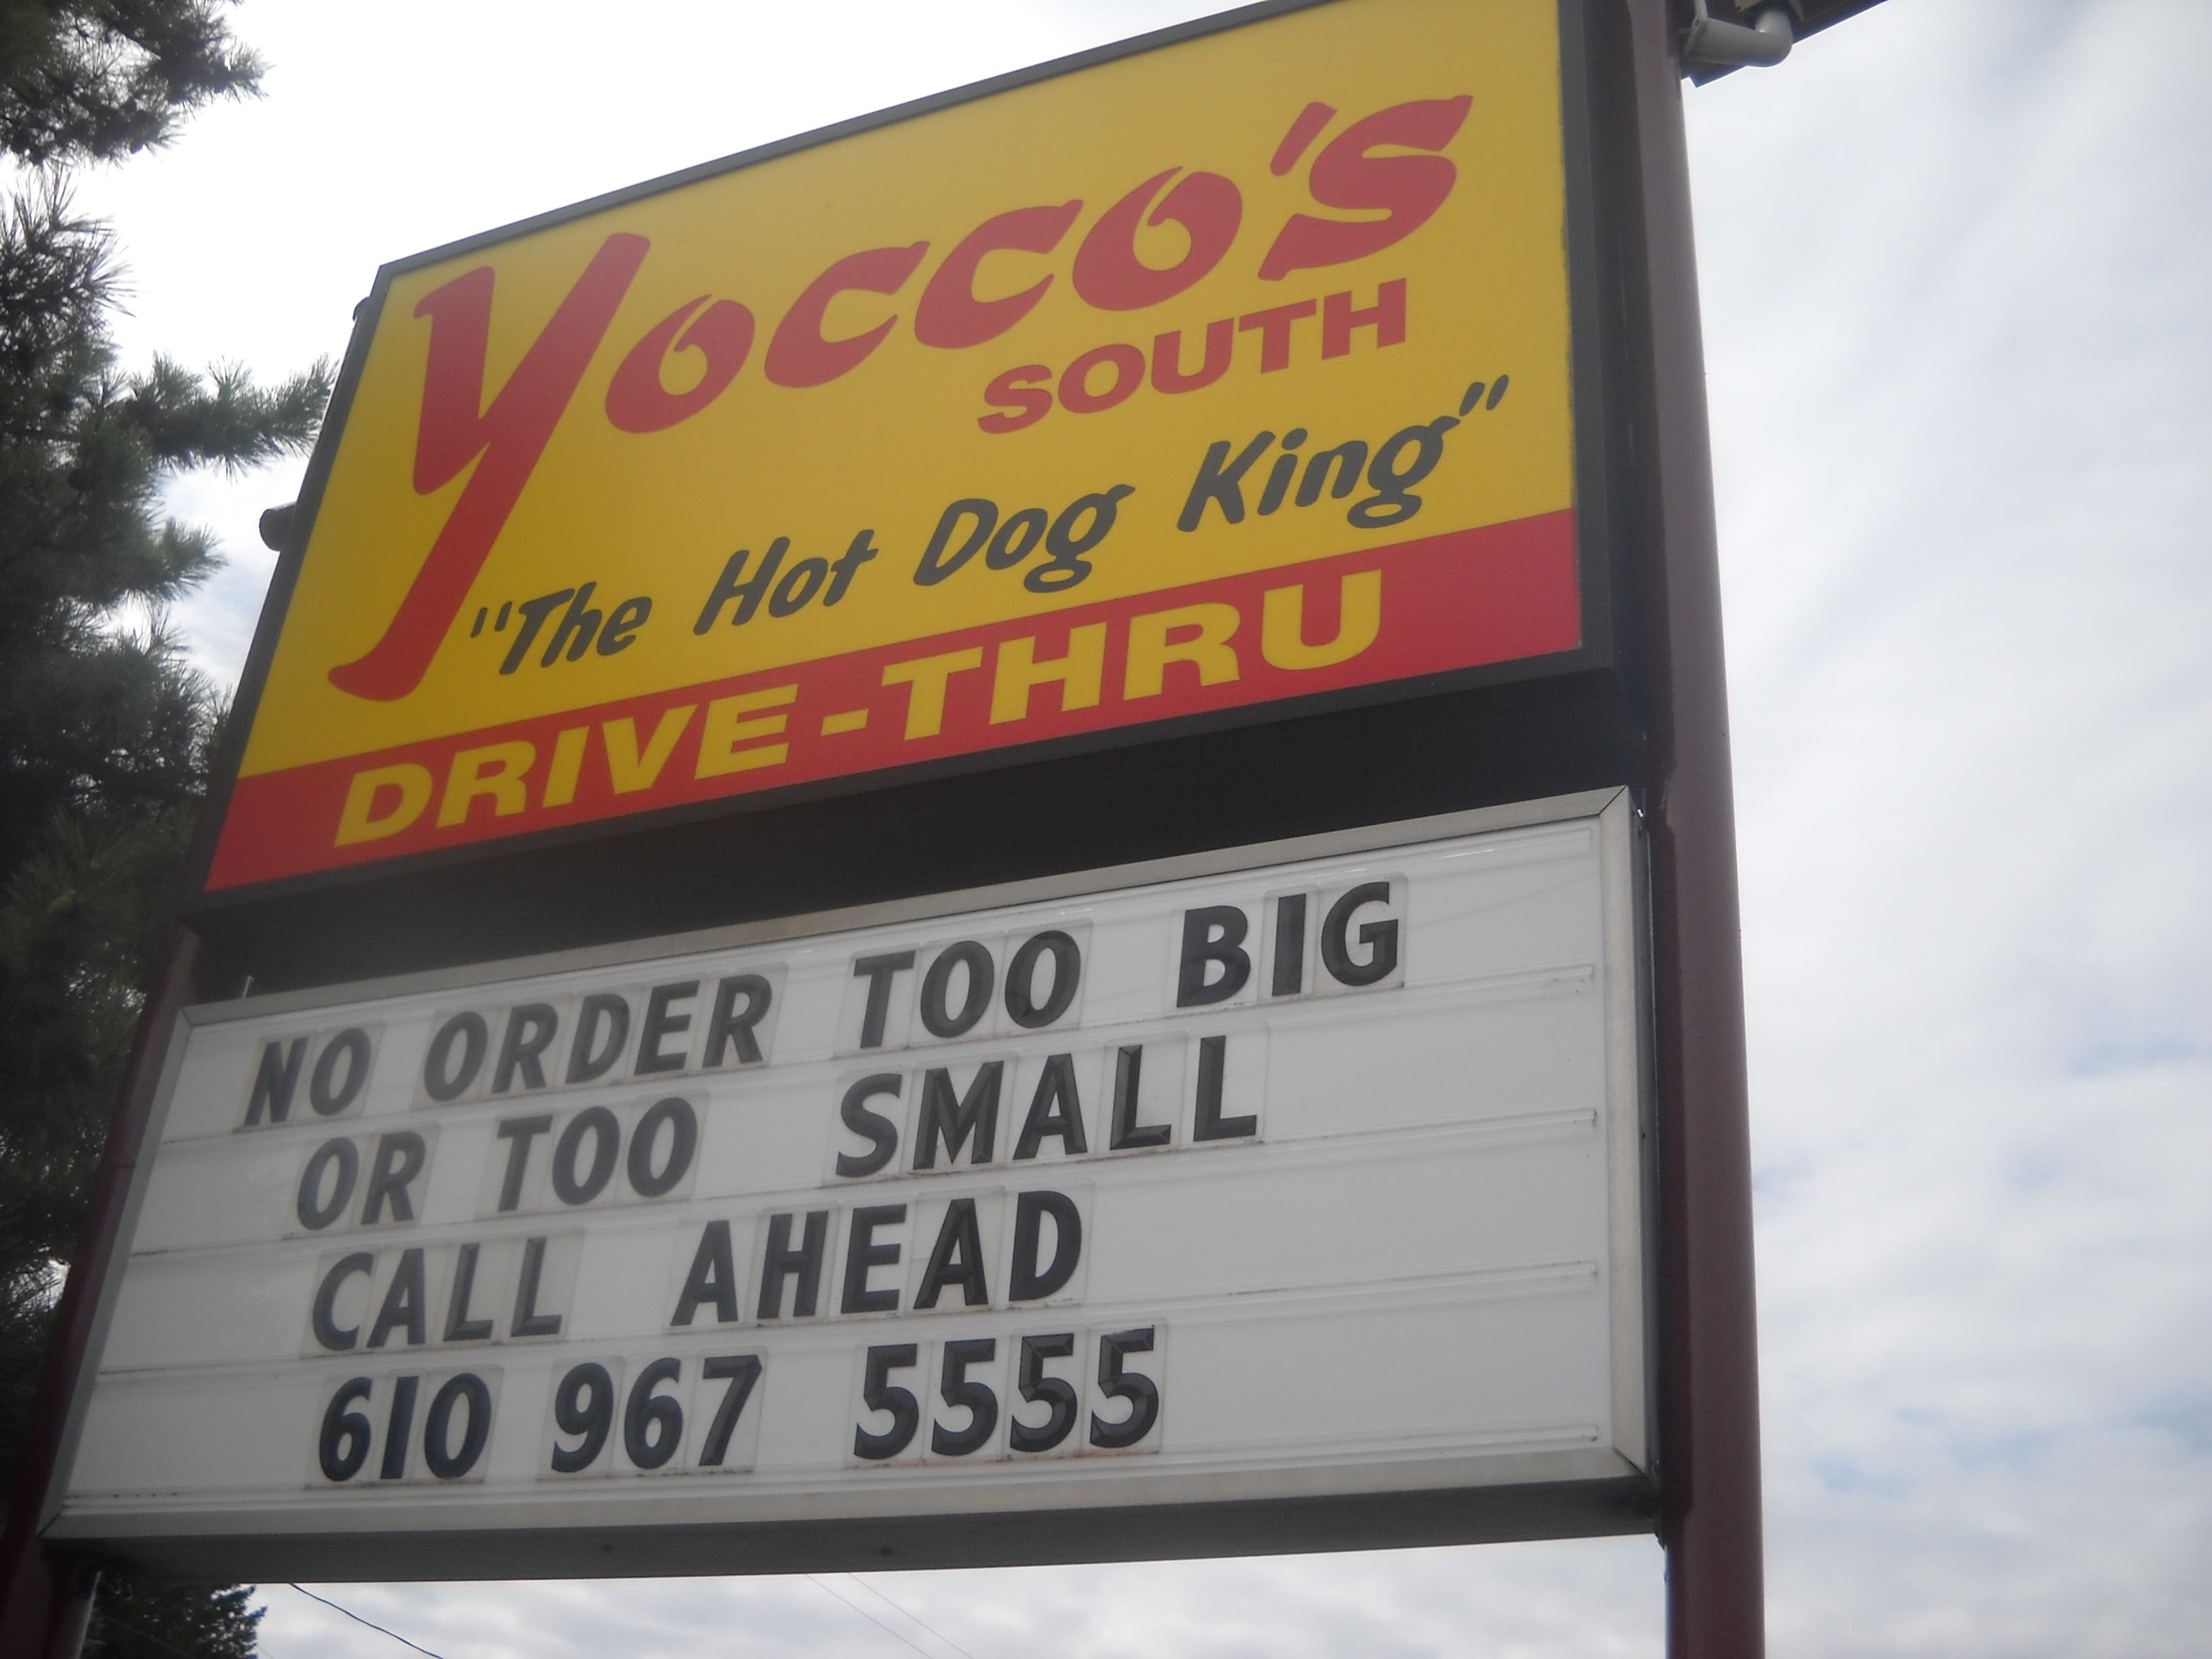 Yocco's
SOUTH
"The Hot Dog King"
DRIVE-THRU
NO ORDER TOO BIG
OR TOO SMALL
CALL AHEAD
610 967 5555